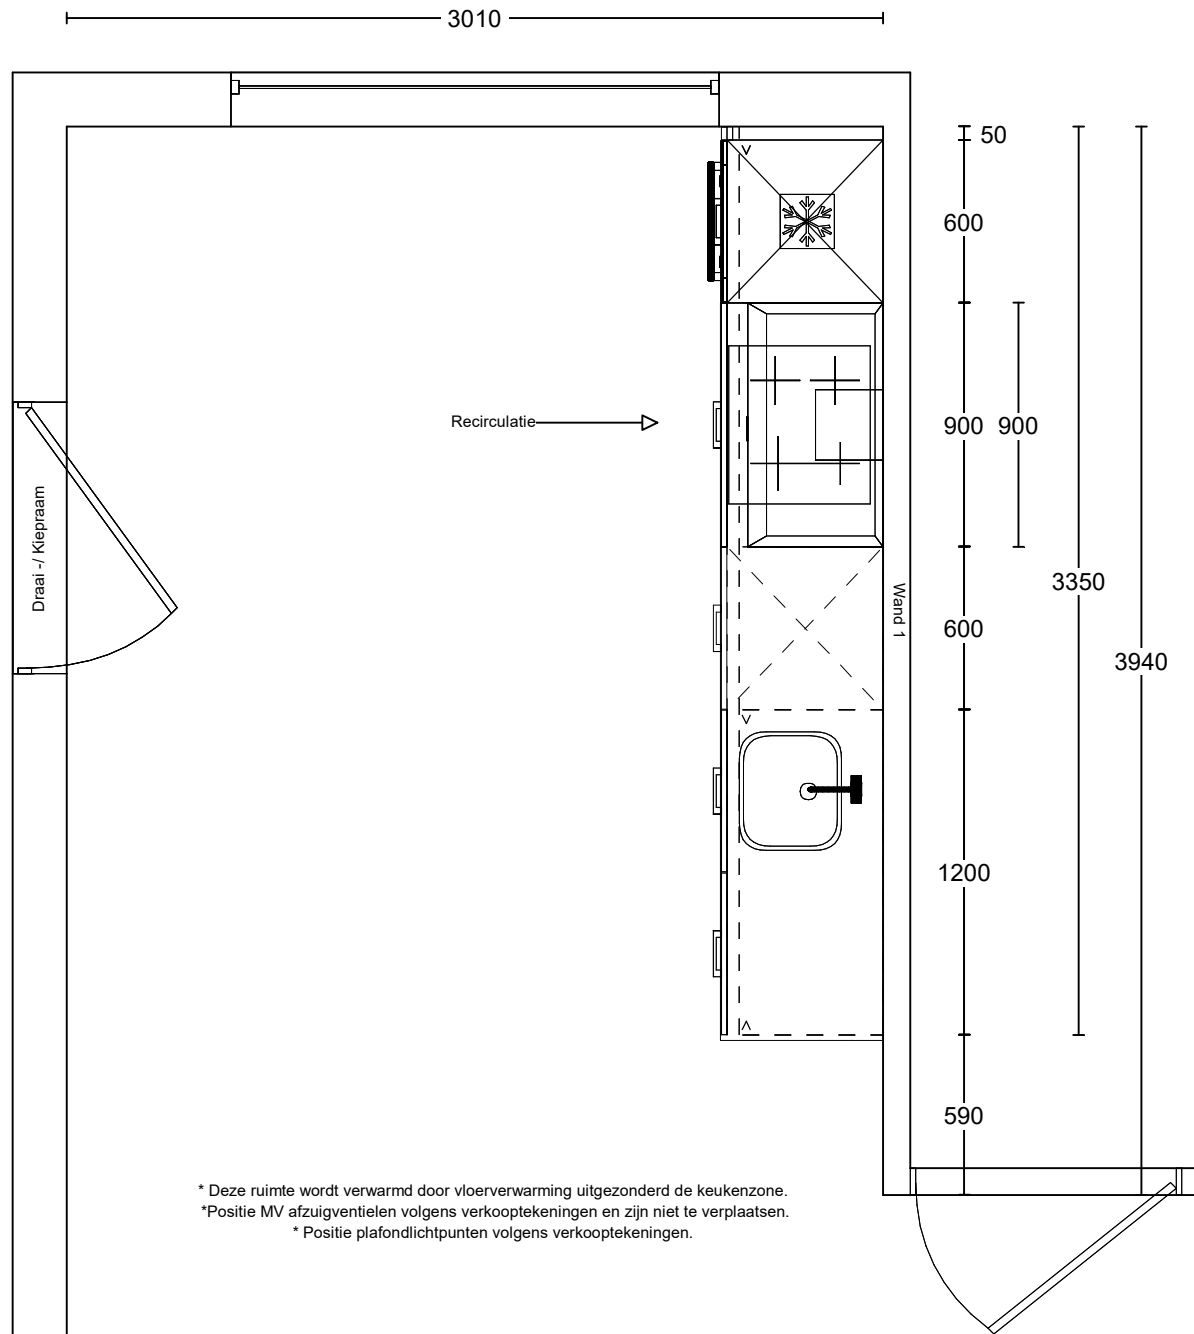 3010
50
600
Recirculatie
900 900
Draai -/ Kiepraam
3350
Wand 1
600
3940
1200
590
* Deze ruimte wordt verwarmd door vloerverwarming uitgezonderd de keukenzone.
*Positie MV afzuigventielen volgens verkooptekeningen en zijn niet te verplaatsen.
* Positie plafondlichtpunten volgens verkooptekeningen.